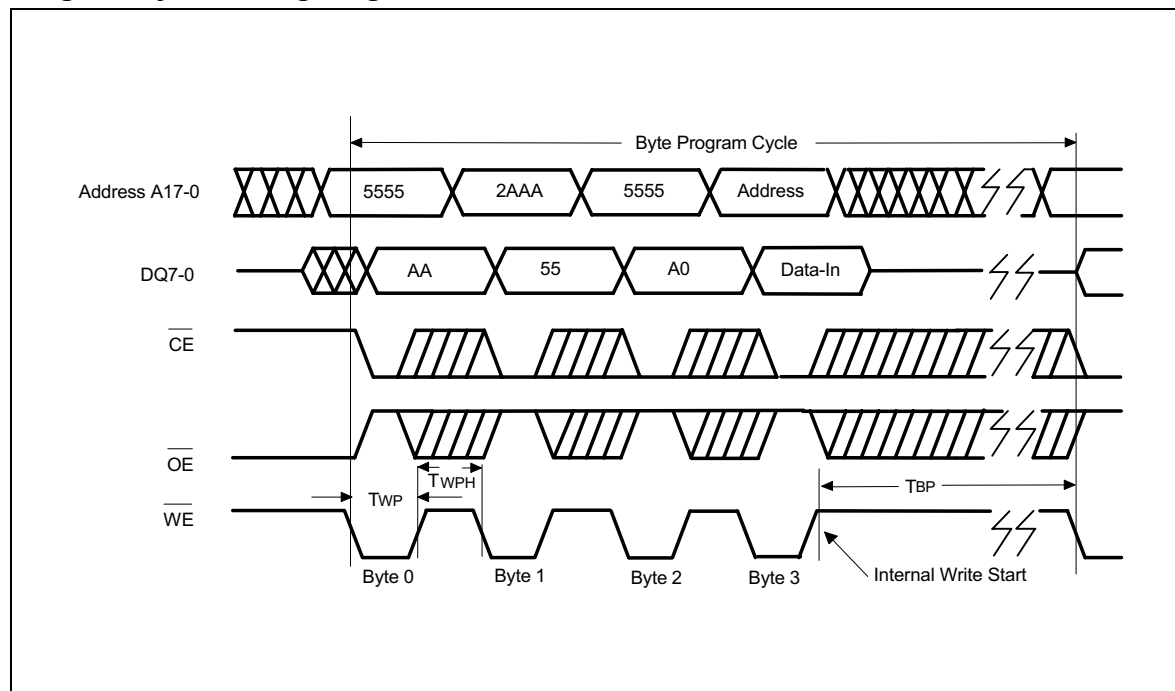 Byte Program Cycle
Address A17-0 5555 2AAA 5555 Address
DQ7-0 AA 55 A0 Data-In
CE
OE
TWPH
TWP
TBP
WE
Byte 0 Byte 1 Byte 2 Byte 3 Internal Write Start